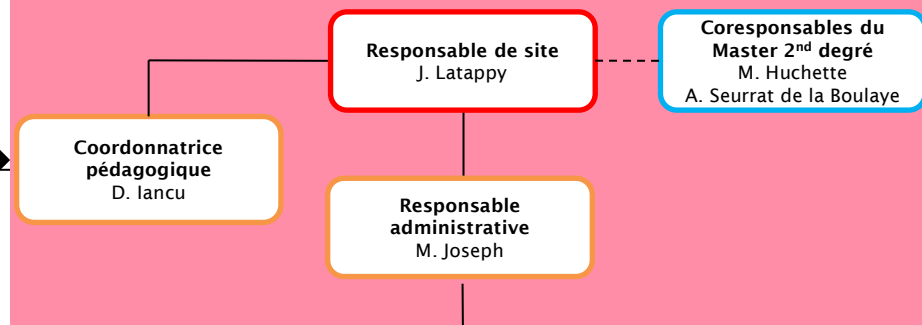 Responsable de site
J. Latappy
Coresponsables du
Master 2nd degré
M. Huchette
A. Seurrat de la Boulaye
Coordonnatrice
pédagogique
D. Iancu
Responsable
administrative
M. Joseph